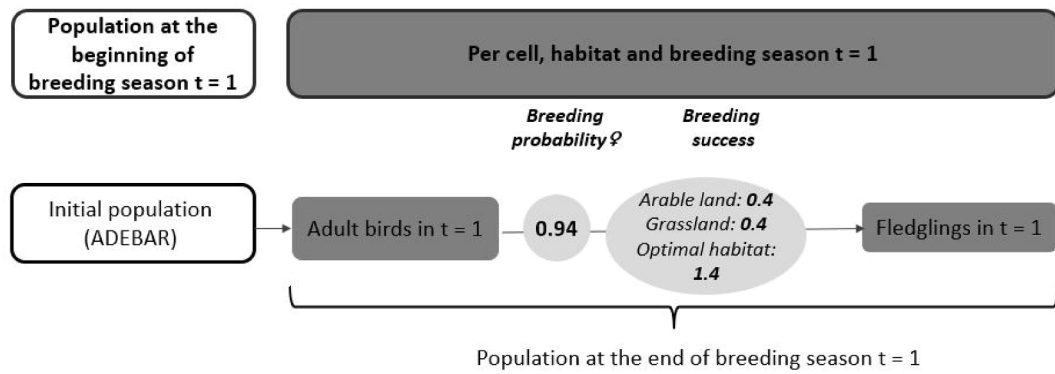 Population at the
beginning of
breeding season t = 1
Per cell, habitat and breeding season t = 1
Breeding
probability♀
Breeding
success
Initial population
(ADEBAR)
Adult birds in t = 1
0.94
Arable land: 0.4
Grassland: 0.4
Optimal habitat:
1.4
Fledglings in t = 1
Population at the end of breeding season t = 1